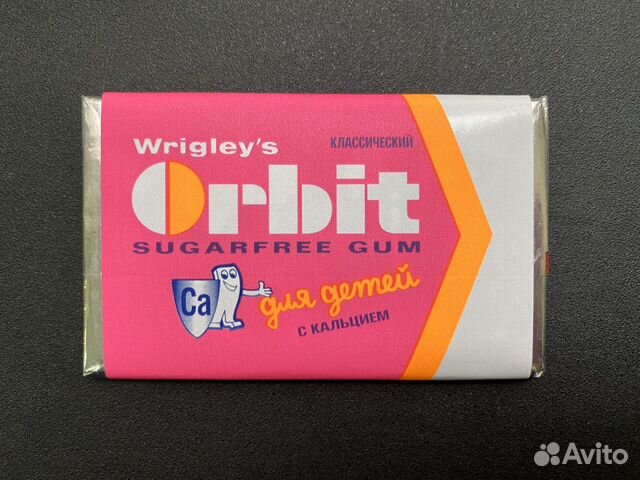 Wrigley's
КЛАССИЧЕСКИЙ
Orbit
SUGARFREE GUM
Ca
для детей
С КАЛЬЦИЕМ
Avito